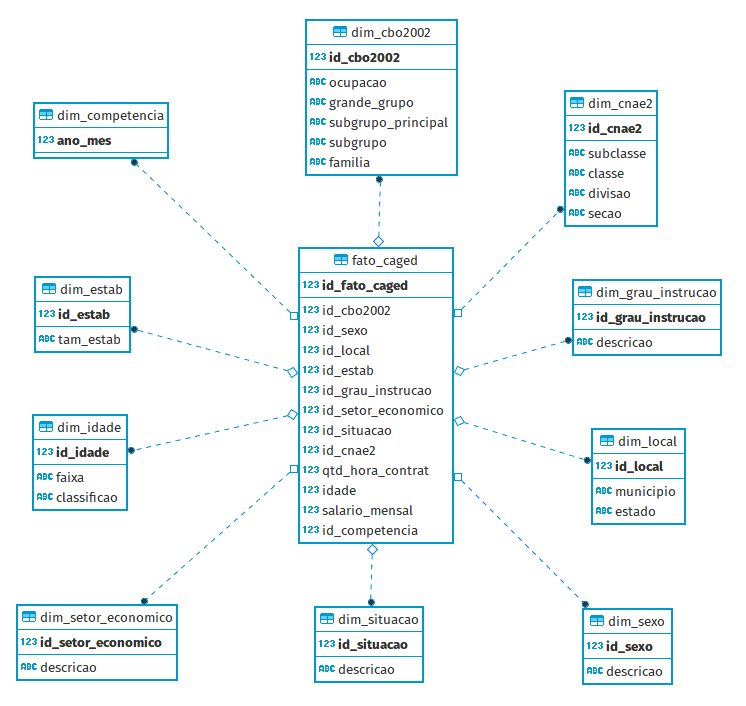 dim_cbo2002
123 id_cbo2002
ABC ocupacao
ABC grande_grupo
ABC subgrupo_principal
ABC subgrupo
ABC familia
dim_competencia
123 ano_mes
dim_cnae2
123 id_cnae2
ABC subclasse
ABC classe
ABC divisao
ABC secao
fato_caged
123 id_fato_caged
123 id_cbo2002
123 id_sexo
123 id_local
123 id_estab
123 id_grau_instrucao
123 id_setor_economico
123 id_situacao
123 id_cnae2
123 qtd_hora_contrat
123 idade
123 salario_mensal
123 id_competencia
dim_estab
123 id_estab
ABC tam_estab
dim_grau_instrucao
123 id_grau_instrucao
ABC descricao
dim_idade
123 id_idade
ABC faixa
ABC classificao
dim_local
123 id_local
ABC municipio
ABC estado
dim_setor_economico
123 id_setor_economico
ABC descricao
dim_situacao
123 id_situacao
ABC descricao
dim_sexo
123 id_sexo
ABC descricao